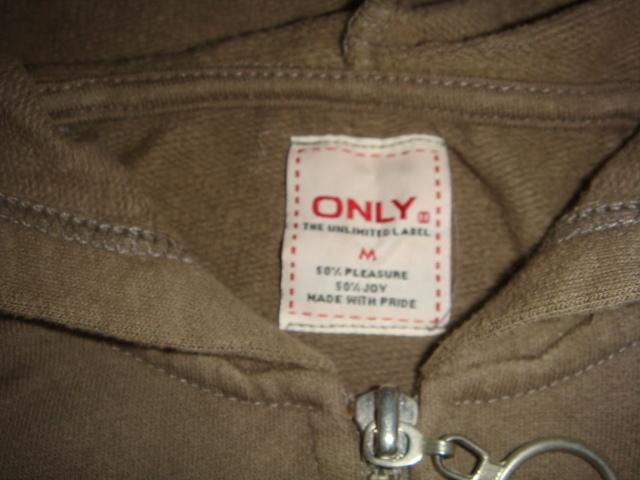 ONLY
THE UNLIMITED LABEL
M
50% PLEASURE
50% JOY
MADE WITH PRIDE